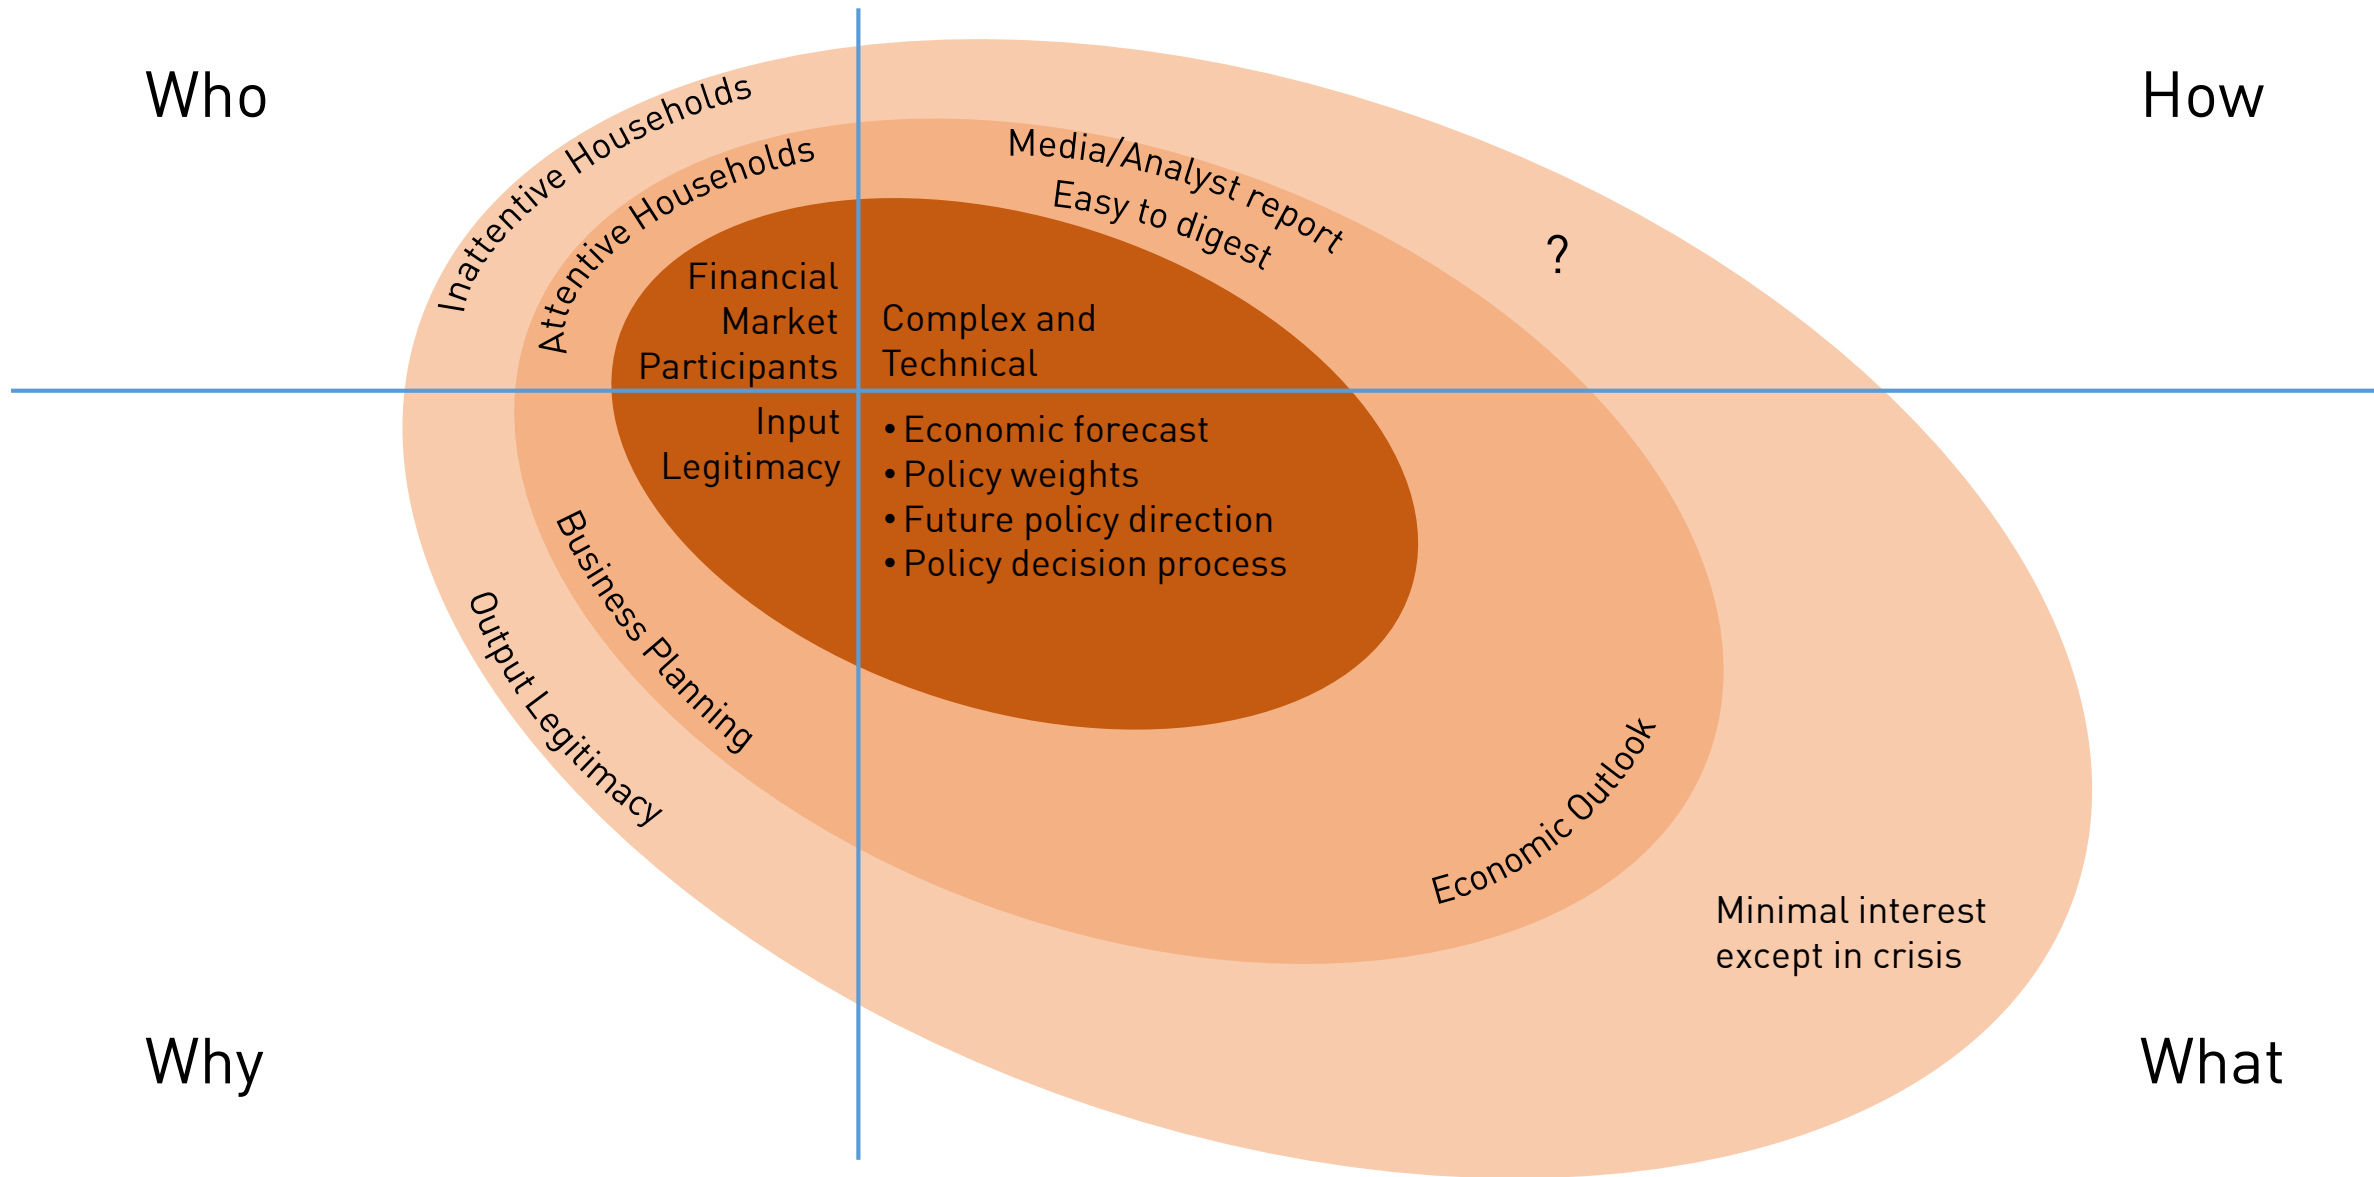 Who
How
Inattentive Households
Attentive Households
Financial
Market
Participants
Media/Analyst report
Easy to digest
?
Complex and
Technical
Input
Legitimacy
Business Planning
Output Legitimacy
• Economic forecast
• Policy weights
• Future policy direction
• Policy decision process
Economic Outlook
Minimal interest
except in crisis
Why
What